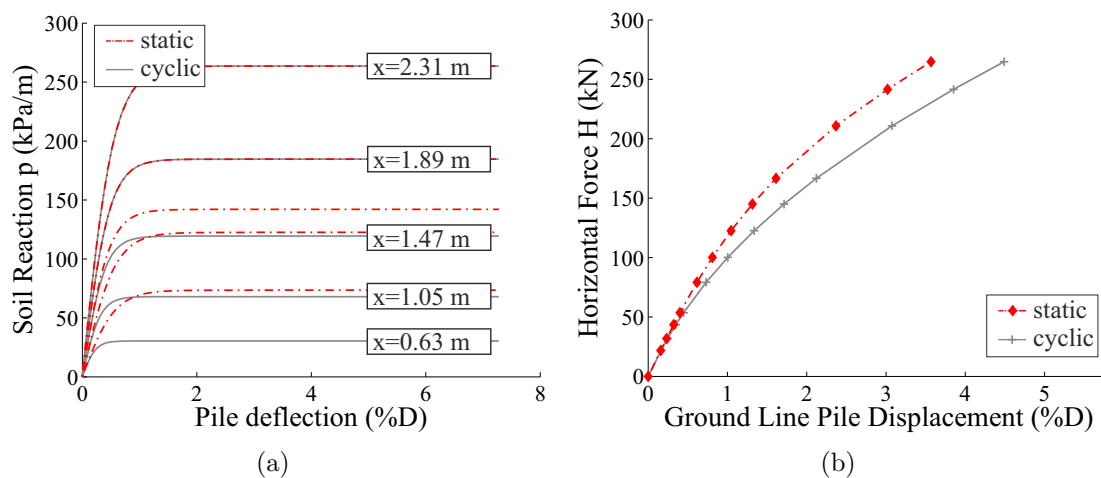 300
250
200
150
100
50
0
Soil Reaction p (kPa/m)
static
cyclic
x=2.31 m
x=1.89 m
x=1.47 m
x=1.05 m
x=0.63 m
0 2 4 6 8
Pile deflection (%D)
(a)
300
250
200
150
100
50
0
Horizontal Force H (kN)
static
cyclic
0 1 2 3 4 5
Ground Line Pile Displacement (%D)
(b)